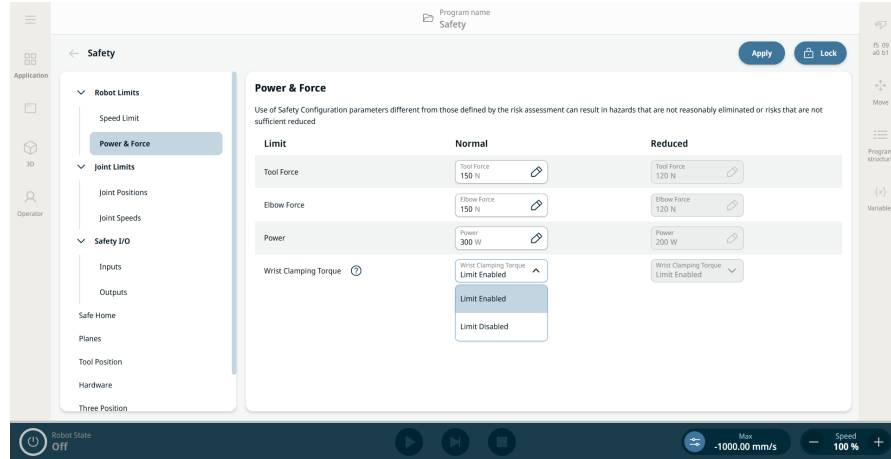 Program name
Safety
Application
3D
Operator
Safety
Apply
Lock
f5 09
a0 b1
Move
Program
structur
Variable
Robot Limits
Speed Limit
Power & Force
Joint Limits
Joint Positions
Joint Speeds
Safety I/O
Inputs
Outputs
Safe Home
Planes
Tool Position
Hardware
Three Position
Power & Force
Use of Safety Configuration parameters different from those defined by the risk assessment can result in hazards that are not reasonably eliminated or risks that are not
sufficient reduced
Limit Normal Reduced
Tool Force
Tool Force
150 N
Tool Force
120 N
Elbow Force
Elbow Force
150 N
Elbow Force
120 N
Power
Power
300 W
Power
200 W
Wrist Clamping Torque ?
Wrist Clamping Torque
Limit Enabled
Wrist Clamping Torque
Limit Enabled
Limit Enabled
Limit Disabled
Robot State
Off
Max
-1000.00 mm/s
Speed
100 %